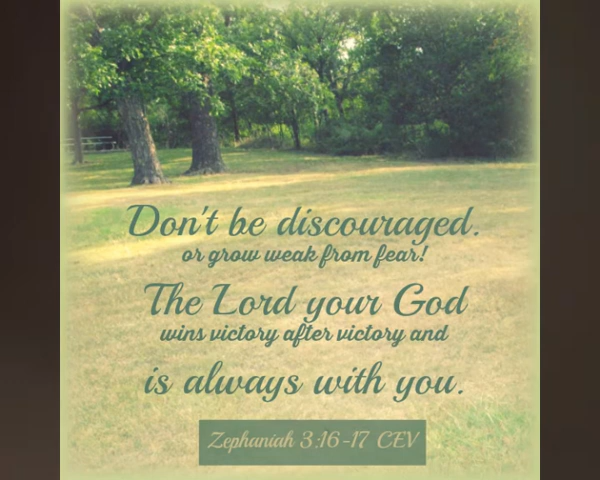 Don't be discouraged.
or grow weak from fear!
The Lord your God
wins victory after victory and
is always with you.
Zephaniah 3:16-17 CEV